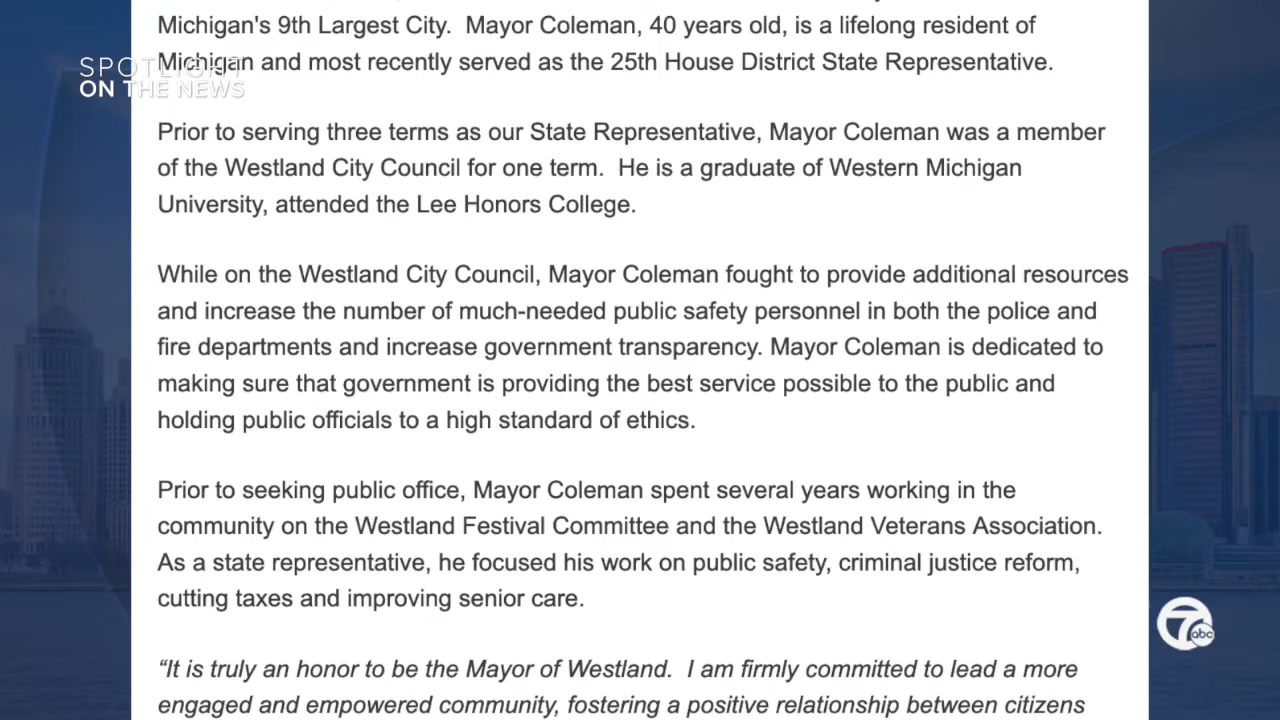 Michigan's 9th Largest City.  Mayor Coleman, 40 years old, is a lifelong resident of
Michigan and most recently served as the 25th House District State Representative.
SPOTLIGHT
ON THE NEWS
Prior to serving three terms as our State Representative, Mayor Coleman was a member
of the Westland City Council for one term.  He is a graduate of Western Michigan
University, attended the Lee Honors College.
While on the Westland City Council, Mayor Coleman fought to provide additional resources
and increase the number of much-needed public safety personnel in both the police and
fire departments and increase government transparency. Mayor Coleman is dedicated to
making sure that government is providing the best service possible to the public and
holding public officials to a high standard of ethics.
Prior to seeking public office, Mayor Coleman spent several years working in the
community on the Westland Festival Committee and the Westland Veterans Association.
As a state representative, he focused his work on public safety, criminal justice reform,
cutting taxes and improving senior care.
“It is truly an honor to be the Mayor of Westland.  I am firmly committed to lead a more
engaged and empowered community, fostering a positive relationship between citizens
7 abc